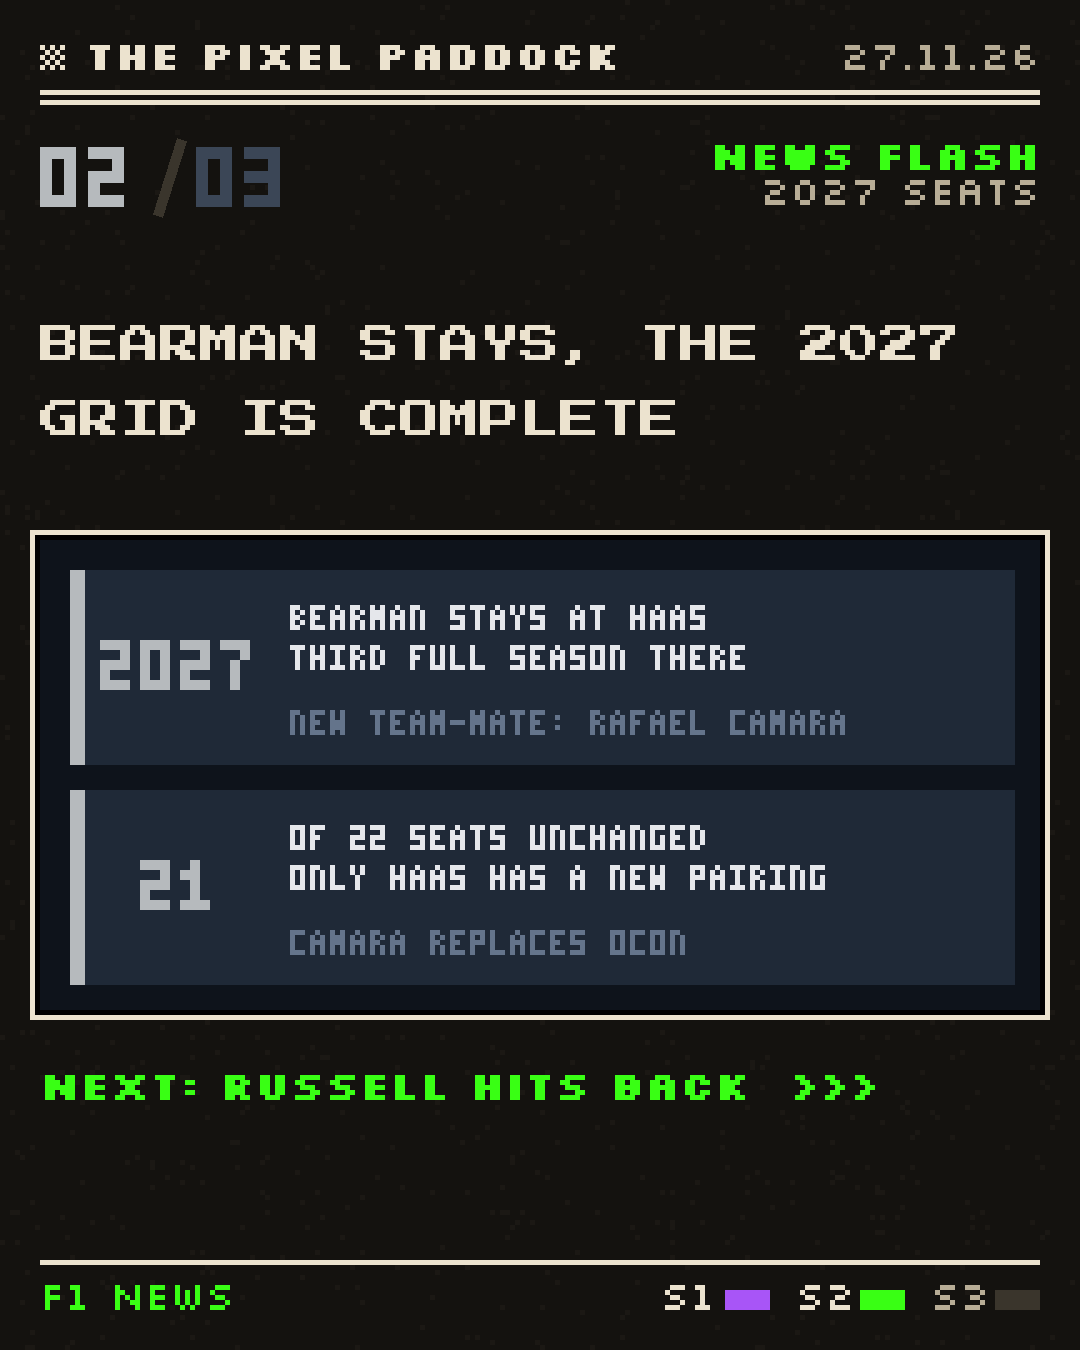 THE PIXEL PADDOCK
27.11.26
02 /03
NEWS FLASH
2027 SEATS
BEARMAN STAYS, THE 2027
GRID IS COMPLETE
2027
BEARMAN STAYS AT HAAS
THIRD FULL SEASON THERE
NEW TEAM-MATE: RAFAEL CAMARA
21
OF 22 SEATS UNCHANGED
ONLY HAAS HAS A NEW PAIRING
CAMARA REPLACES OCON
NEXT: RUSSELL HITS BACK >>>
F1 NEWS
S1 S2 S3